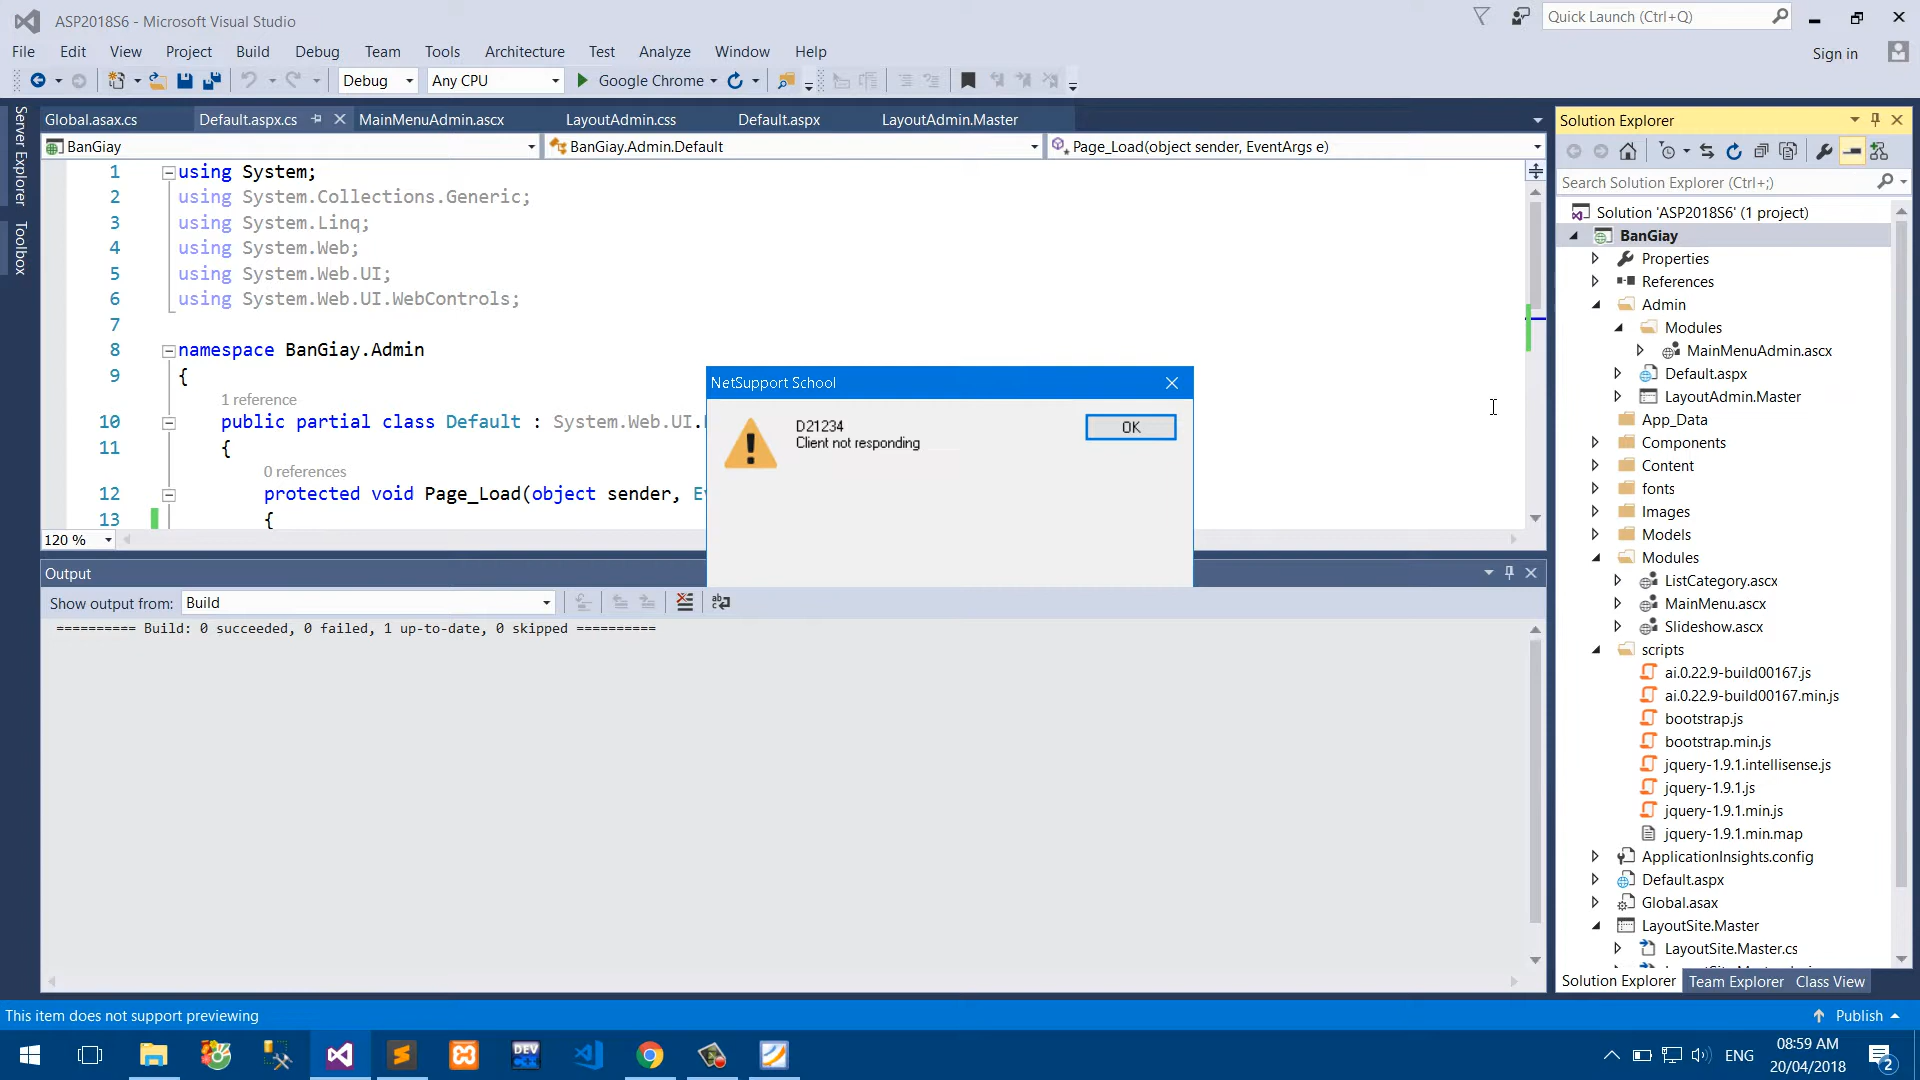 ASP2018S6 - Microsoft Visual Studio
Quick Launch (Ctrl+Q)
File Edit View Project Build Debug Team Tools Architecture Test Analyze Window Help
Sign in
Debug Any CPU Google Chrome
Server Explorer
Toolbox
Global.asax.cs Default.aspx.cs MainMenuAdmin.ascx LayoutAdmin.css Default.aspx LayoutAdmin.Master
BanGiay BanGiay.Admin.Default Page_Load(object sender, EventArgs e)
1 using System;
2 using System.Collections.Generic;
3 using System.Linq;
4 using System.Web;
5 using System.Web.UI;
6 using System.Web.UI.WebControls;
7
8 namespace BanGiay.Admin
9 {
1 reference
10 public partial class Default : System.Web.UI.
11 {
0 references
12 protected void Page_Load(object sender,
13 {
120 %
NetSupport School
D21234
Client not responding
OK
Output
Show output from: Build
========== Build: 0 succeeded, 0 failed, 1 up-to-date, 0 skipped ==========
Solution Explorer
Search Solution Explorer (Ctrl+;)
Solution 'ASP2018S6' (1 project)
BanGiay
Properties
References
Admin
Modules
MainMenuAdmin.ascx
Default.aspx
LayoutAdmin.Master
App_Data
Components
Content
fonts
Images
Models
Modules
ListCategory.ascx
MainMenu.ascx
Slideshow.ascx
scripts
ai.0.22.9-build00167.js
ai.0.22.9-build00167.min.js
bootstrap.js
bootstrap.min.js
jquery-1.9.1.intellisense.js
jquery-1.9.1.js
jquery-1.9.1.min.js
jquery-1.9.1.min.map
ApplicationInsights.config
Default.aspx
Global.asax
LayoutSite.Master
LayoutSite.Master.cs
Solution Explorer Team Explorer Class View
This item does not support previewing
Publish
DEV
ENG
08:59 AM
20/04/2018
2